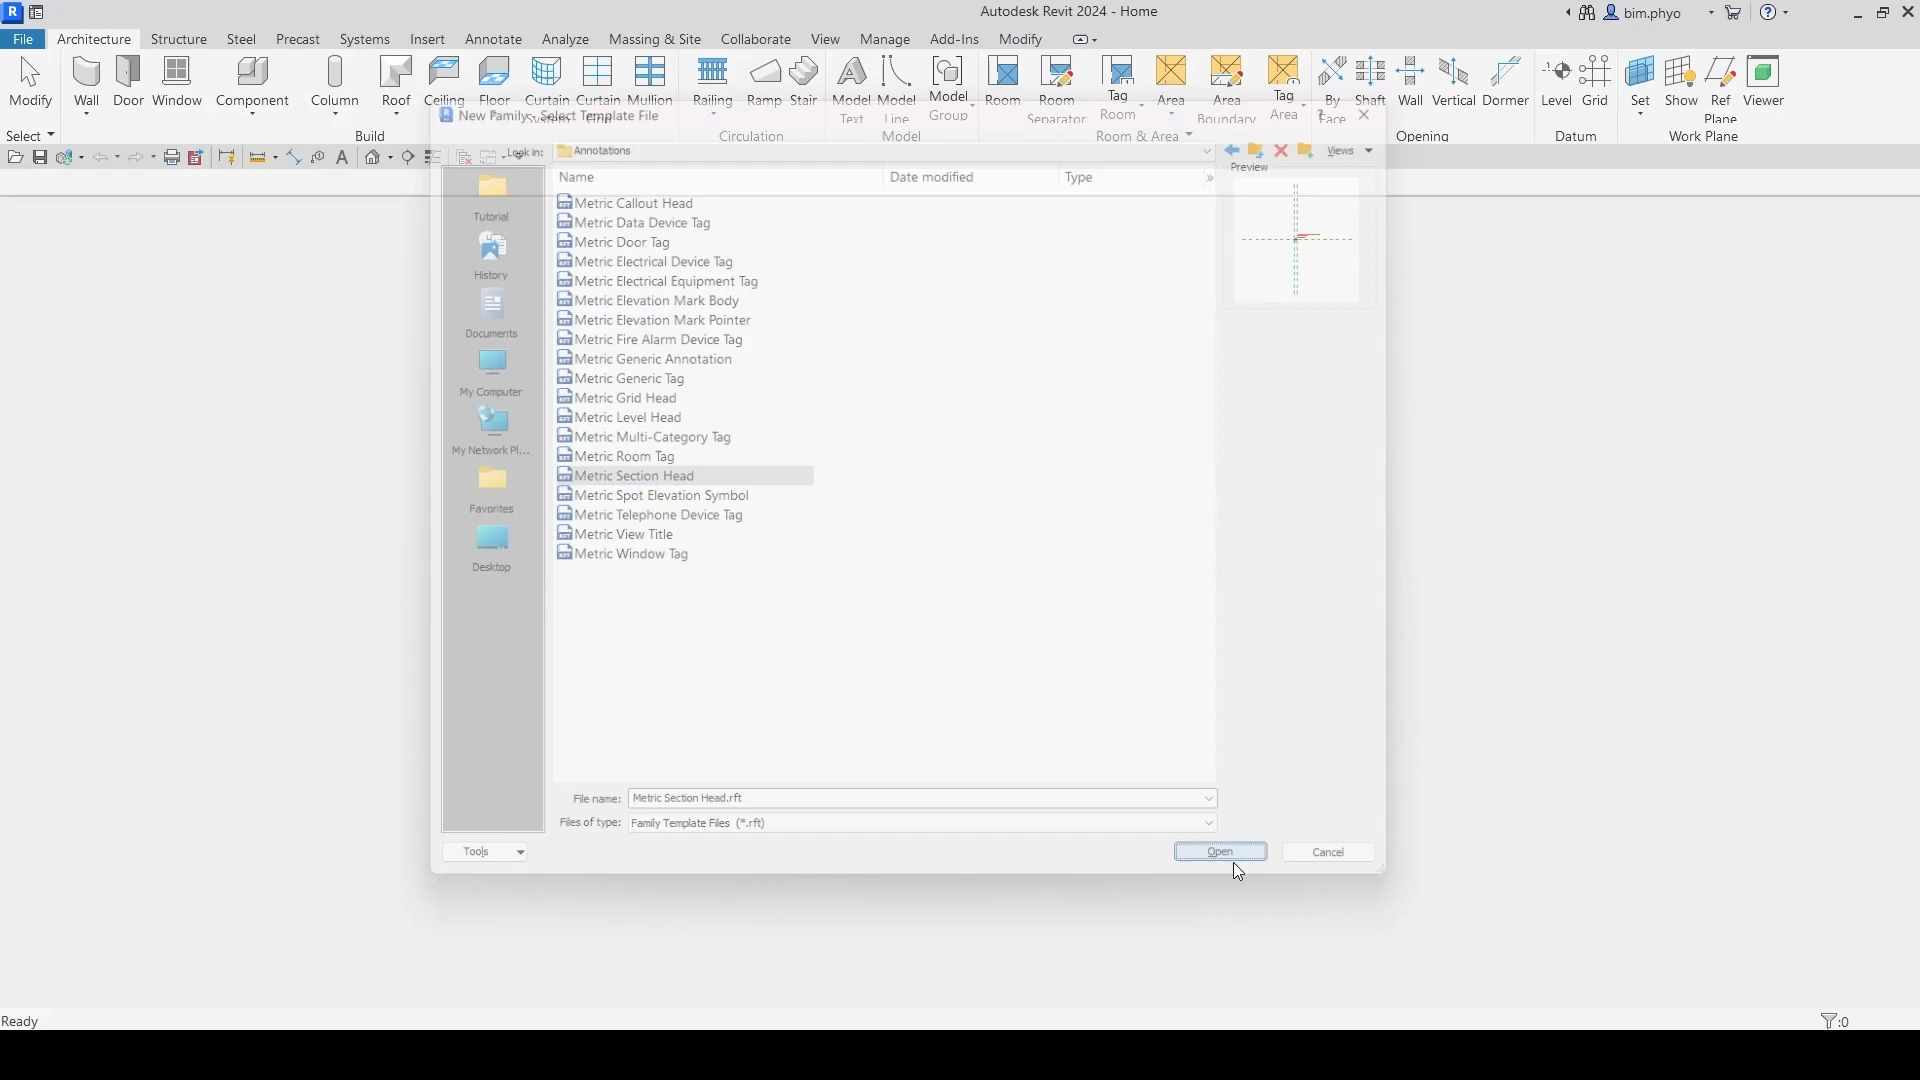 Autodesk Revit 2024 - Home
bim.phyo
File Architecture Structure Steel Precast Systems Insert Annotate Analyze Massing & Site Collaborate View Manage Add-Ins Modify
Modify Wall Door Window Component Column Roof Ceiling Floor Curtain System Curtain Grid Mullion Railing Ramp Stair Model Text Model Line Model Group Room Room Separator Tag Room Area Area Boundary Tag Area By Face Shaft Wall Vertical Dormer Level Grid Set Show Ref Plane Viewer
Select Build Circulation Model Room & Area Opening Datum Work Plane
New Family - Select Template File
Look in: Annotations Views
Preview
Name Date modified Type »
Tutorial
History
Documents
My Computer
My Network Pl...
Favorites
Desktop
Metric Callout Head
Metric Data Device Tag
Metric Door Tag
Metric Electrical Device Tag
Metric Electrical Equipment Tag
Metric Elevation Mark Body
Metric Elevation Mark Pointer
Metric Fire Alarm Device Tag
Metric Generic Annotation
Metric Generic Tag
Metric Grid Head
Metric Level Head
Metric Multi-Category Tag
Metric Room Tag
Metric Section Head
Metric Spot Elevation Symbol
Metric Telephone Device Tag
Metric View Title
Metric Window Tag
File name: Metric Section Head.rft
Files of type: Family Template Files (*.rft)
Tools Open Cancel
Ready :0